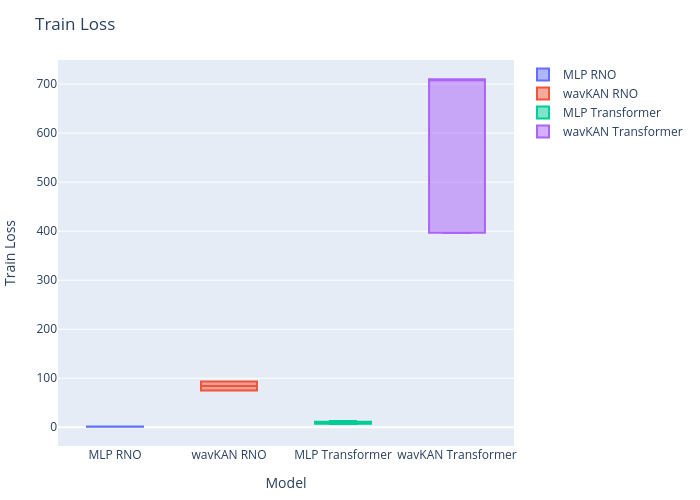 Train Loss
Train Loss
700
600
500
400
300
200
100
0
MLP RNO
wavKAN RNO
MLP Transformer
wavKAN Transformer
Model
MLP RNO
wavKAN RNO
MLP Transformer
wavKAN Transformer